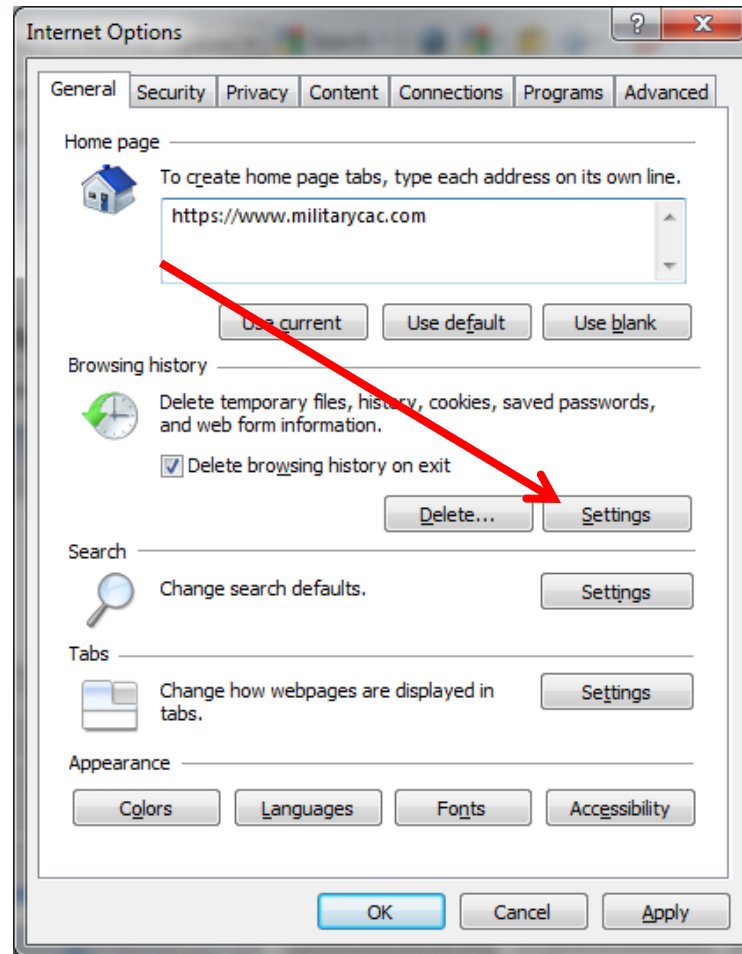 Internet Options
?
X
General Security Privacy Content Connections Programs Advanced
Home page
To create home page tabs, type each address on its own line.
https://www.militarycac.com
Use current Use default Use blank
Browsing history
Delete temporary files, history, cookies, saved passwords,
and web form information.
Delete browsing history on exit
Delete... Settings
Search
Change search defaults.
Settings
Tabs
Change how webpages are displayed in
tabs.
Settings
Appearance
Colors Languages Fonts Accessibility
OK Cancel Apply